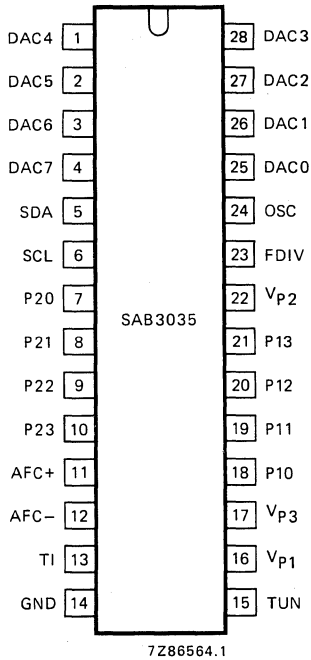 DAC4 1 28 DAC3
DAC5 2 27 DAC2
DAC6 3 26 DAC1
DAC7 4 25 DAC0
SDA 5 24 OSC
SCL 6 23 FDIV
P20 7 22 VP2
SAB3035
P21 8 21 P13
P22 9 20 P12
P23 10 19 P11
AFC+ 11 18 P10
AFC− 12 17 VP3
TI 13 16 VP1
GND 14 15 TUN
7Z86564.1